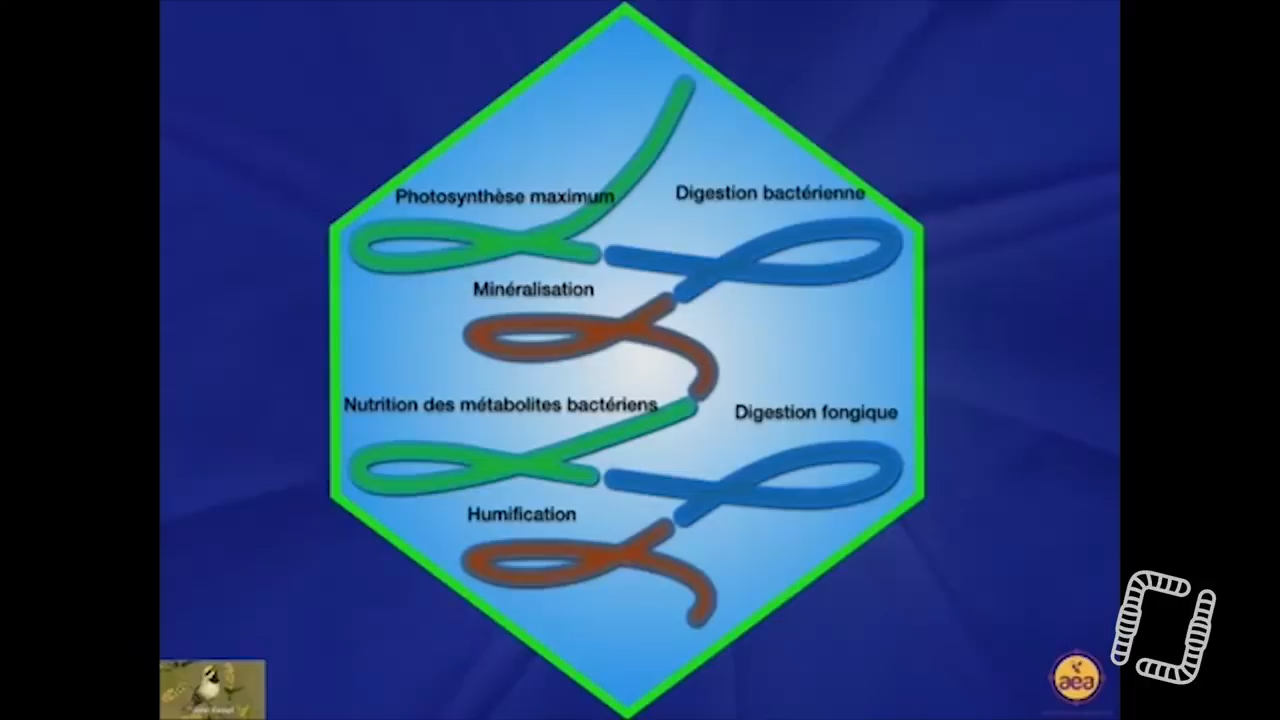 Photosynthèse maximum
Digestion bactérienne
Minéralisation
Nutrition des métabolites bactériens
Digestion fongique
Humification
aea